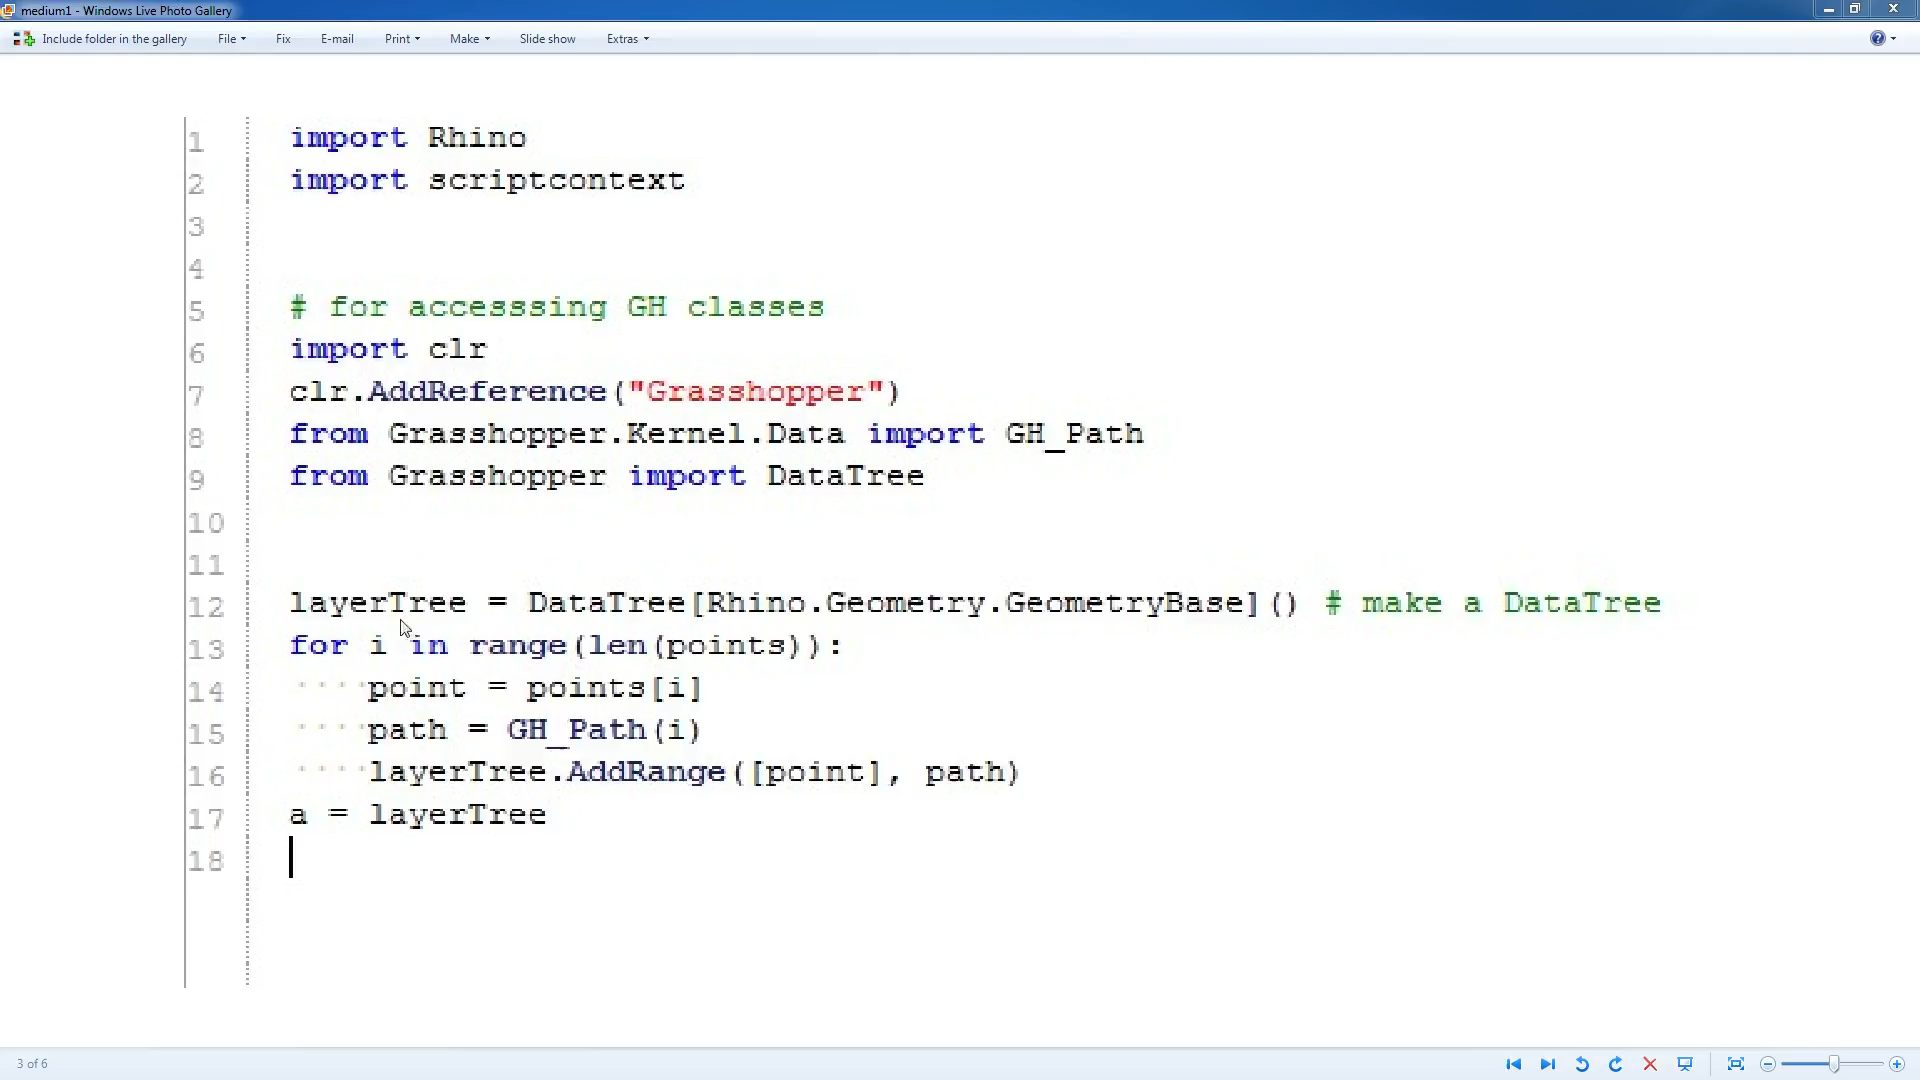 medium1 - Windows Live Photo Gallery
Include folder in the gallery File Fix E-mail Print Make Slide show Extras
1 import Rhino
2 import scriptcontext
3
4
5 # for accesssing GH classes
6 import clr
7 clr.AddReference("Grasshopper")
8 from Grasshopper.Kernel.Data import GH_Path
9 from Grasshopper import DataTree
10
11
12 layerTree = DataTree[Rhino.Geometry.GeometryBase]() # make a DataTree
13 for i in range(len(points)):
14 ····point = points[i]
15 ····path = GH_Path(i)
16 ····layerTree.AddRange([point], path)
17 a = layerTree
18
3 of 6